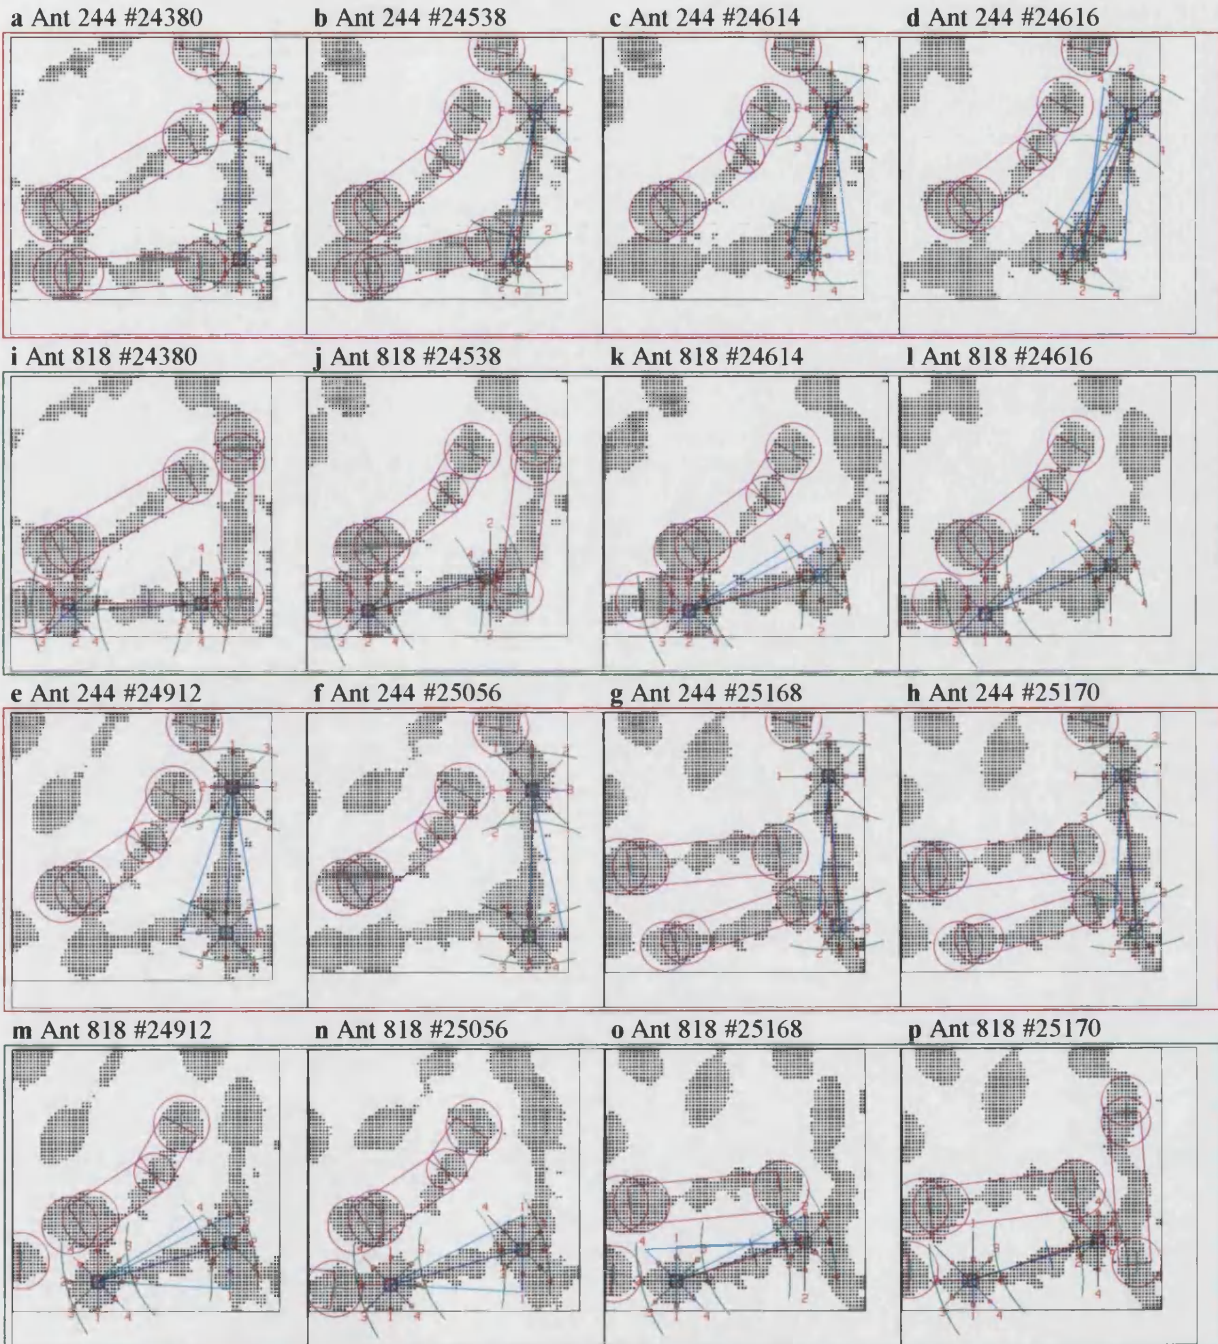 a Ant 244 #24380
b Ant 244 #24538
c Ant 244 #24614
d Ant 244 #24616
i Ant 818 #24380
j Ant 818 #24538
k Ant 818 #24614
l Ant 818 #24616
e Ant 244 #24912
f Ant 244 #25056
g Ant 244 #25168
h Ant 244 #25170
m Ant 818 #24912
n Ant 818 #25056
o Ant 818 #25168
p Ant 818 #25170